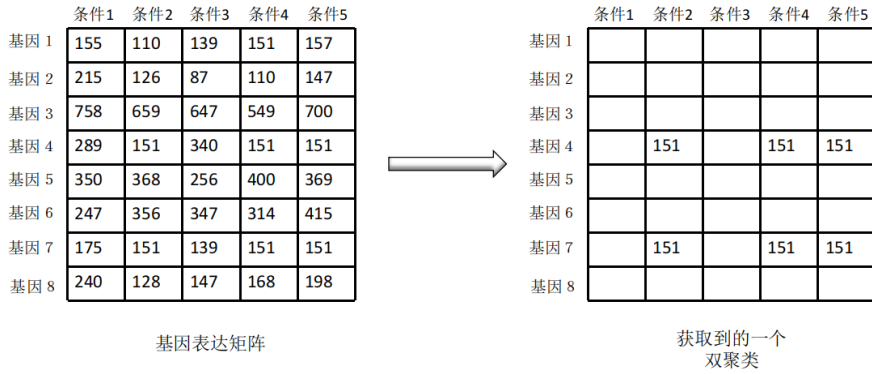 条件1 条件2 条件3 条件4 条件5
基因 1 155 110 139 151 157
基因 2 215 126 87 110 147
基因 3 758 659 647 549 700
基因 4 289 151 340 151 151
基因 5 350 368 256 400 369
基因 6 247 356 347 314 415
基因 7 175 151 139 151 151
基因 8 240 128 147 168 198
基因表达矩阵
条件1 条件2 条件3 条件4 条件5
基因 1
基因 2
基因 3
基因 4 151 151 151
基因 5
基因 6
基因 7 151 151 151
基因 8
获取到的一个
双聚类